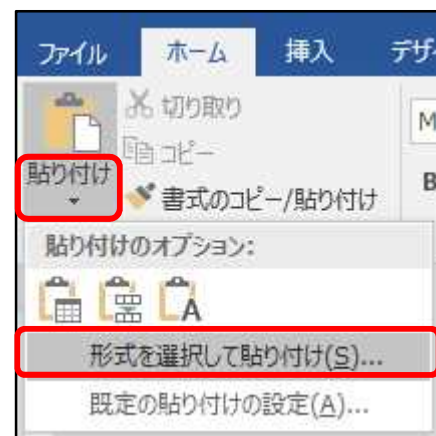 ファイル ホーム 挿入 デザ
切り取り
コピー
貼り付け
書式のコピー/貼り付け
M
B
貼り付けのオプション:
A
形式を選択して貼り付け(S)...
既定の貼り付けの設定(A)...